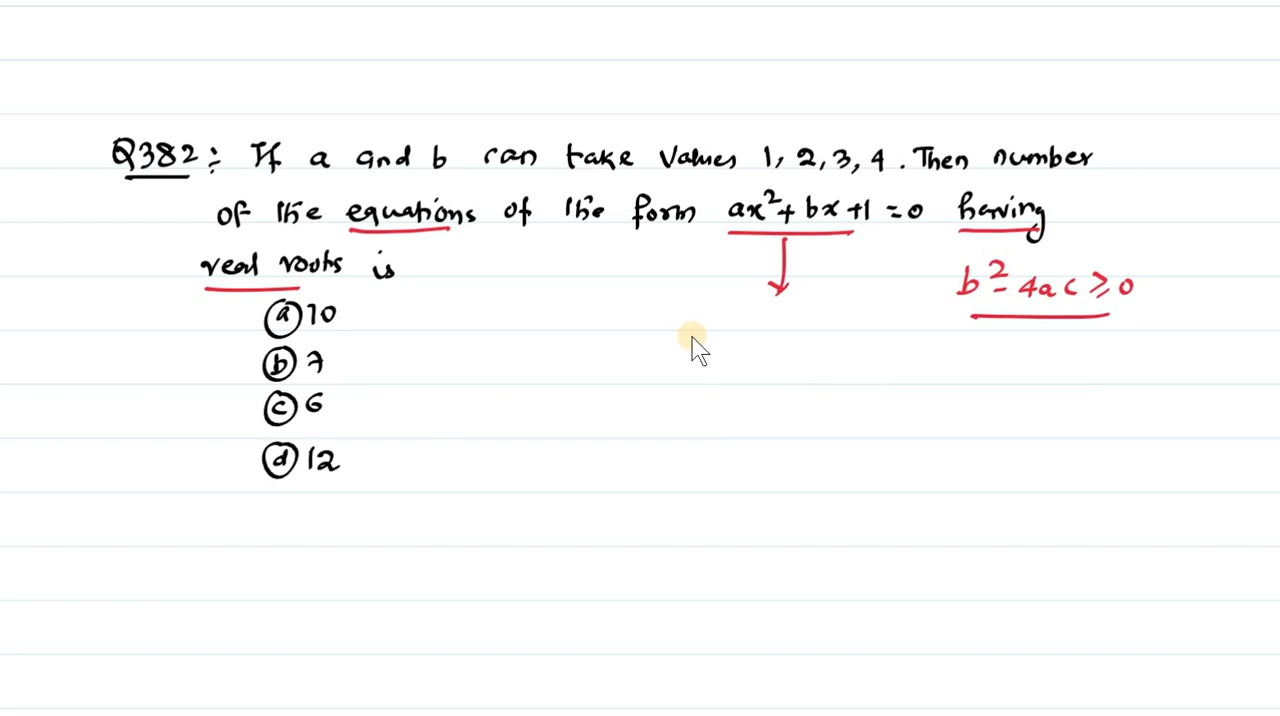 Q382: If a and b can take values 1, 2, 3, 4. Then number
of the equations of the form ax²+ bx +1 = 0 having
real roots is
b² - 4ac ≥ 0
(a) 10
(b) 7
(c) 6
(d) 12